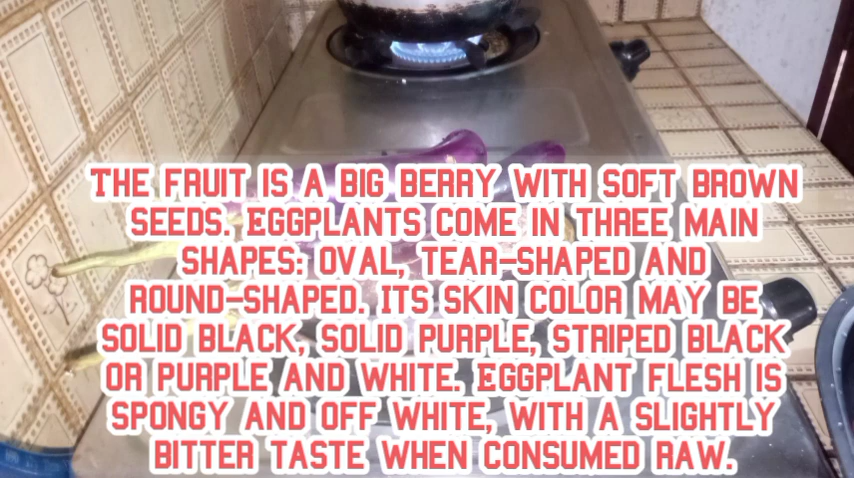 THE FRUIT IS A BIG BERRY WITH SOFT BROWN
SEEDS. EGGPLANTS COME IN THREE MAIN
SHAPES: OVAL, TEAR-SHAPED AND
ROUND-SHAPED. ITS SKIN COLOR MAY BE
SOLID BLACK, SOLID PURPLE, STRIPED BLACK
OR PURPLE AND WHITE. EGGPLANT FLESH IS
SPONGY AND OFF WHITE, WITH A SLIGHTLY
BITTER TASTE WHEN CONSUMED RAW.